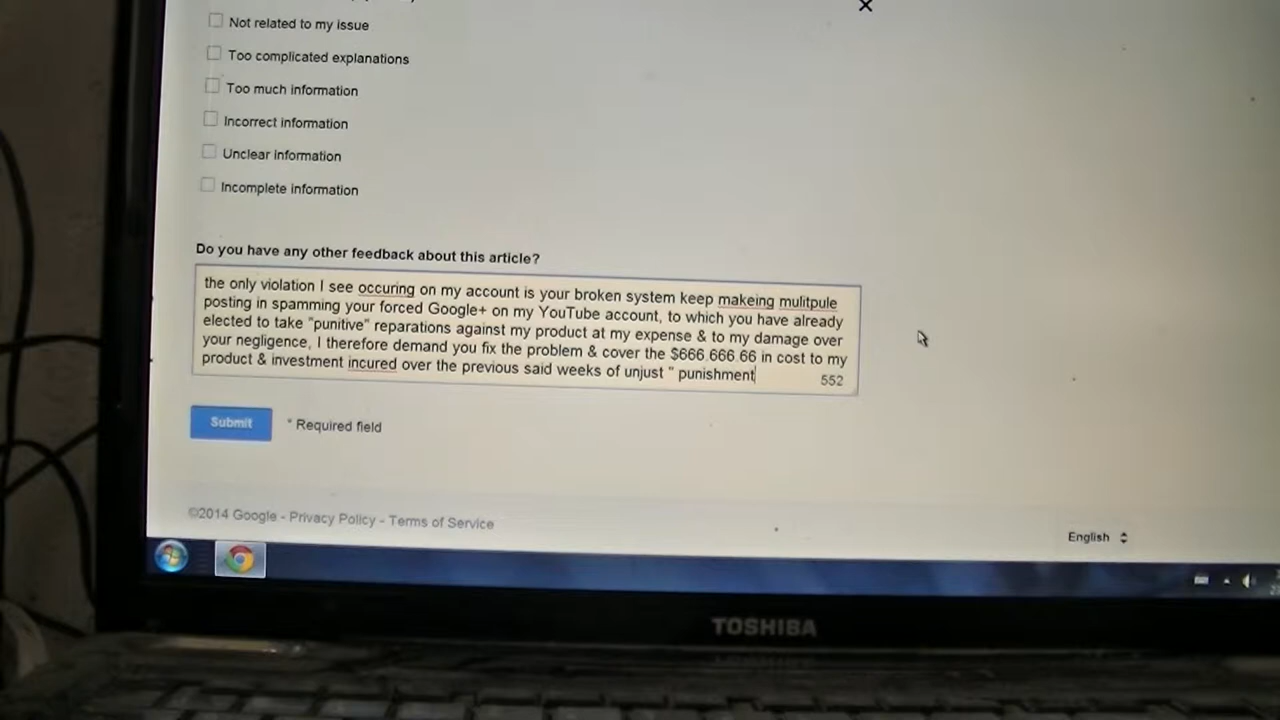 Not related to my issue
Too complicated explanations
Too much information
Incorrect information
Unclear information
Incomplete information
Do you have any other feedback about this article?
the only violation I see occuring on my account is your broken system keep makeing mulitpule
posting in spamming your forced Google+ on my YouTube account, to which you have already
elected to take "punitive" reparations against my product at my expense & to my damage over
your negligence, I therefore demand you fix the problem & cover the $666.666.66 in cost to my
product & investment incured over the previous said weeks of unjust " punishment
552
Submit
* Required field
©2014 Google - Privacy Policy - Terms of Service
English
TOSHIBA